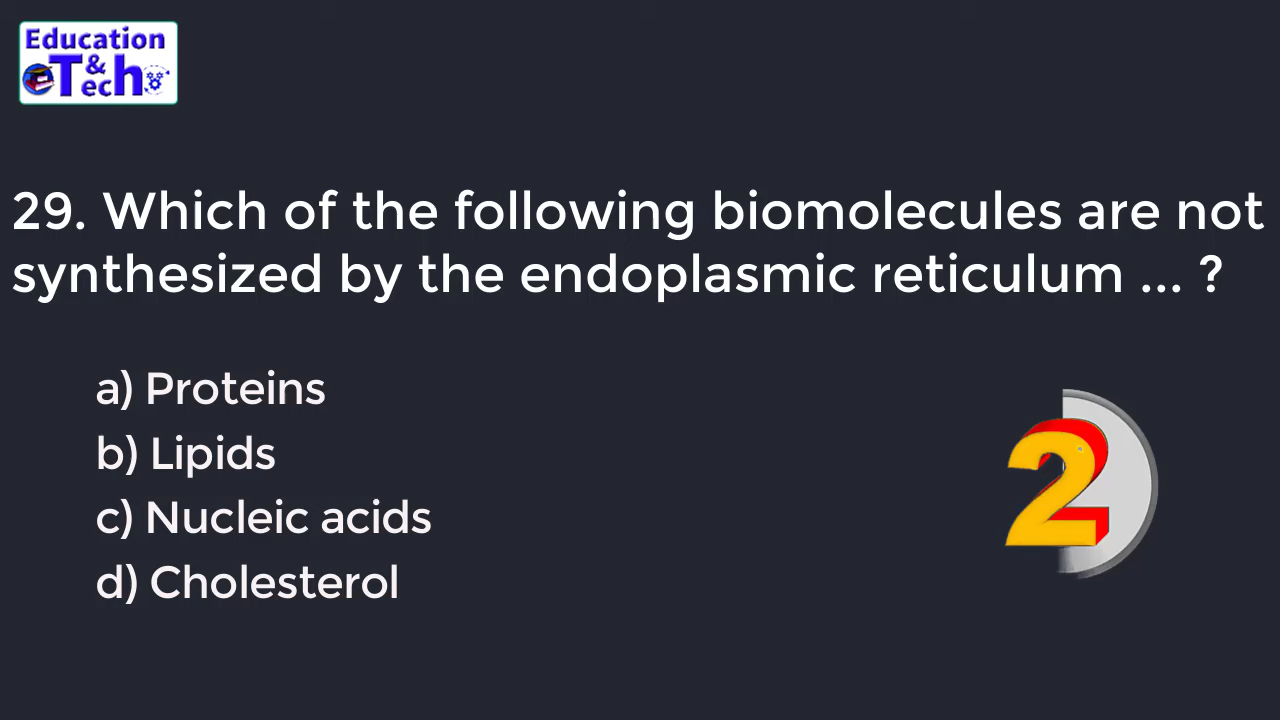 Education
&
Tech
29. Which of the following biomolecules are not
synthesized by the endoplasmic reticulum ... ?
a) Proteins
b) Lipids
c) Nucleic acids
d) Cholesterol
2